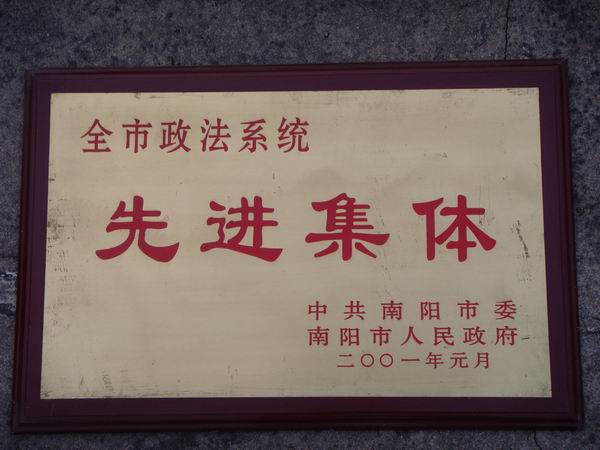 全市政法系统
先进集体
中共南阳市委
南阳市人民政府
二〇〇一年元月